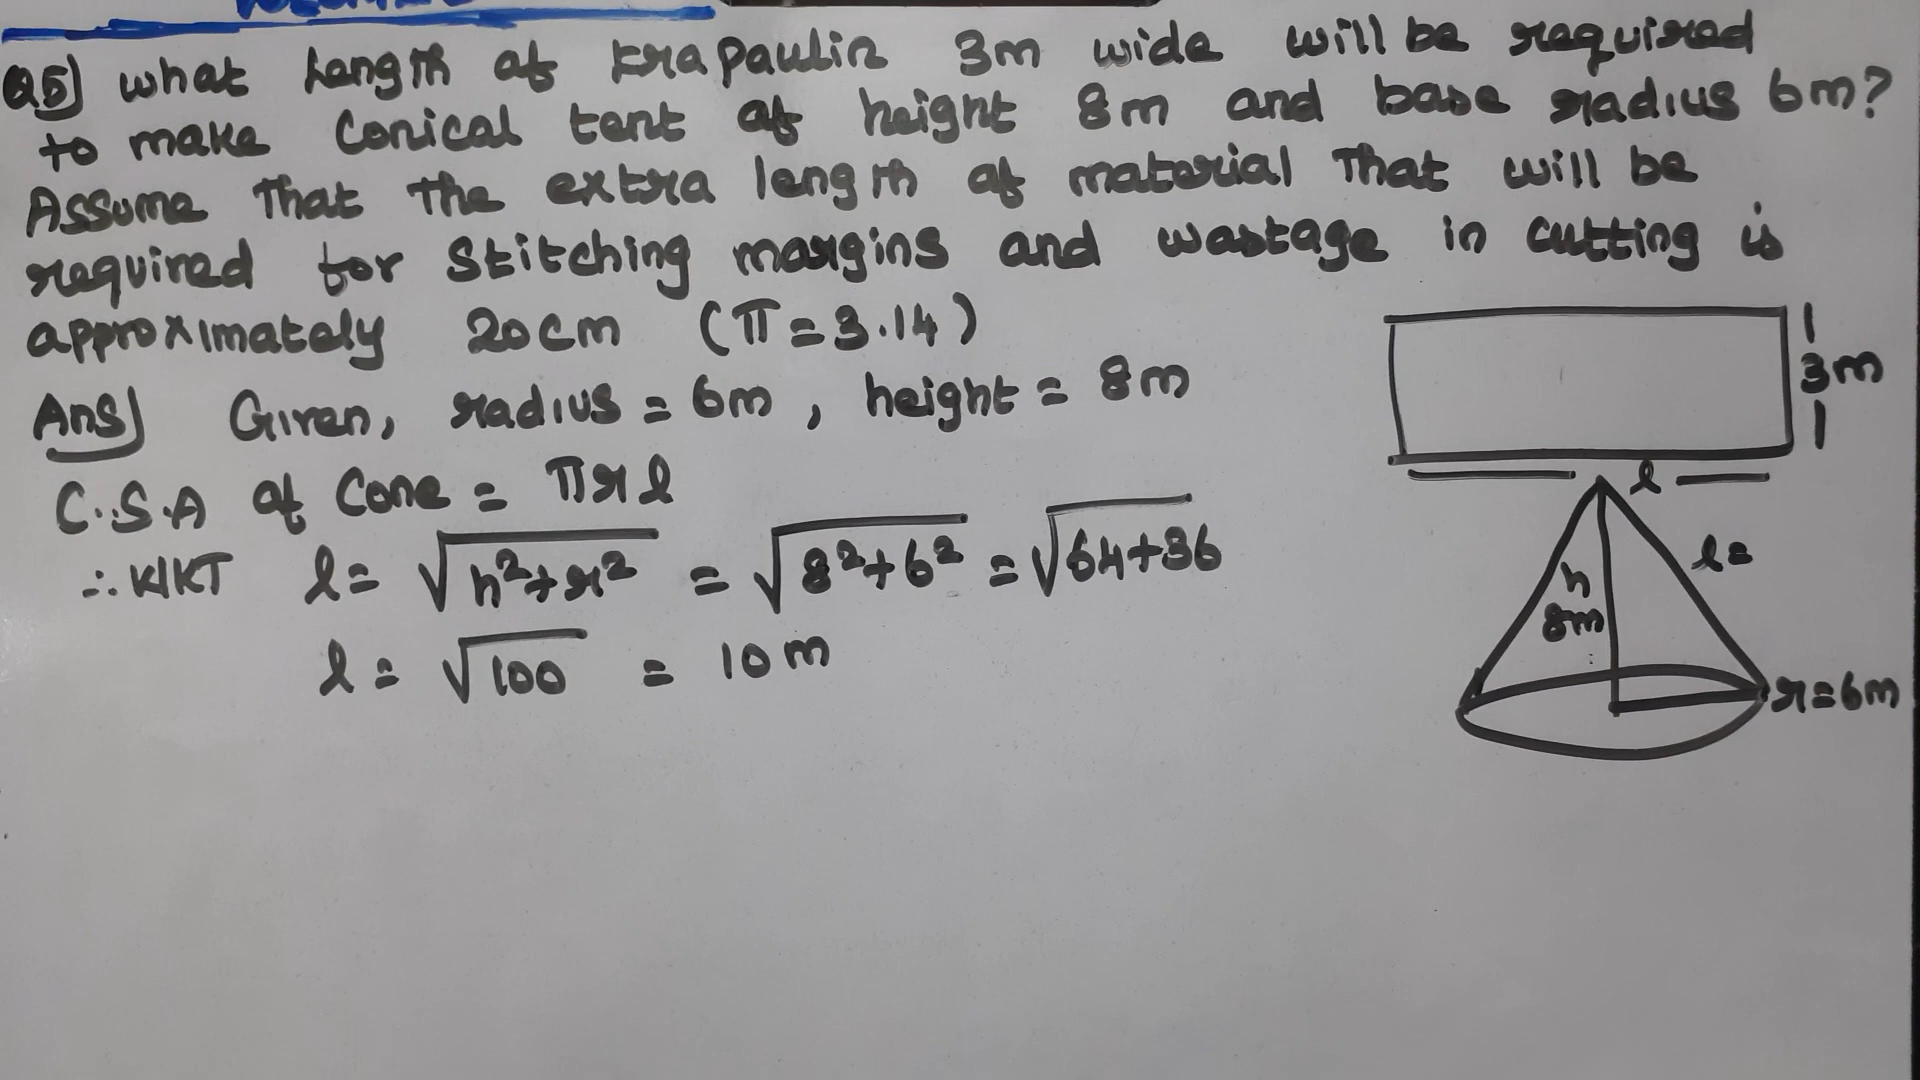 Q5) What Length of trapaulin 3m wide will be required
to make Conical tent of height 8m and base radius 6m?
Assume that the extra length of material that will be
required for Stitching margins and wastage in cutting is
approximately 20cm (π=3.14)
Ans) Given, radius = 6m, height = 8m
C.S.A of Cone = πrl
∴ WKT l = √h²+r² = √8²+6² = √64+36
l = √100 = 10m
3m
l
l=
h
8m
r=6m